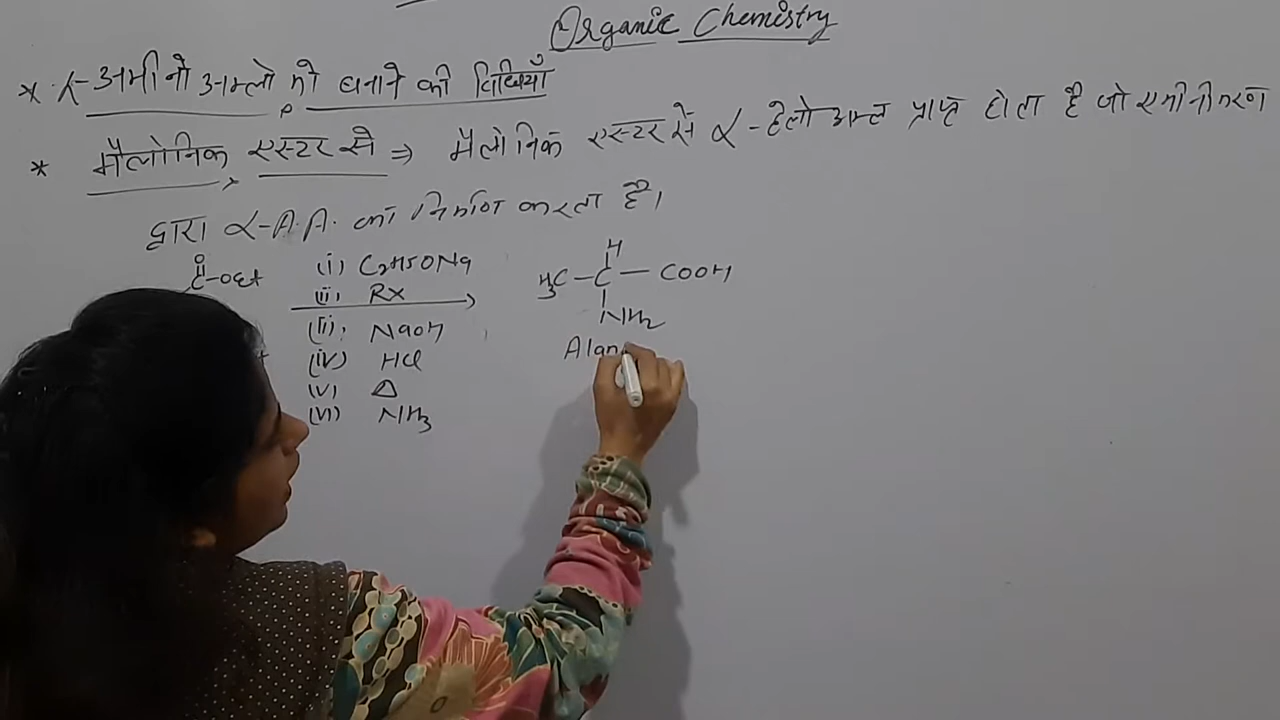 Organic Chemistry
* α-अमीनो अम्लो को बनाने की विधियाँ
* मैलोनिक एस्टर से ⇒ मैलोनिक एस्टर से α-हैलो अम्ल प्राप्त होता है जो एमीनीकरण
द्वारा α-A.A. का निर्माण करता है।
O
C-OEt
(i) C2H5ONa
(ii) RX
(iii) NaOH
(iv) HCl
(v) Δ
(vi) NH3
H
H3C - C - COOH
NH2
Alan